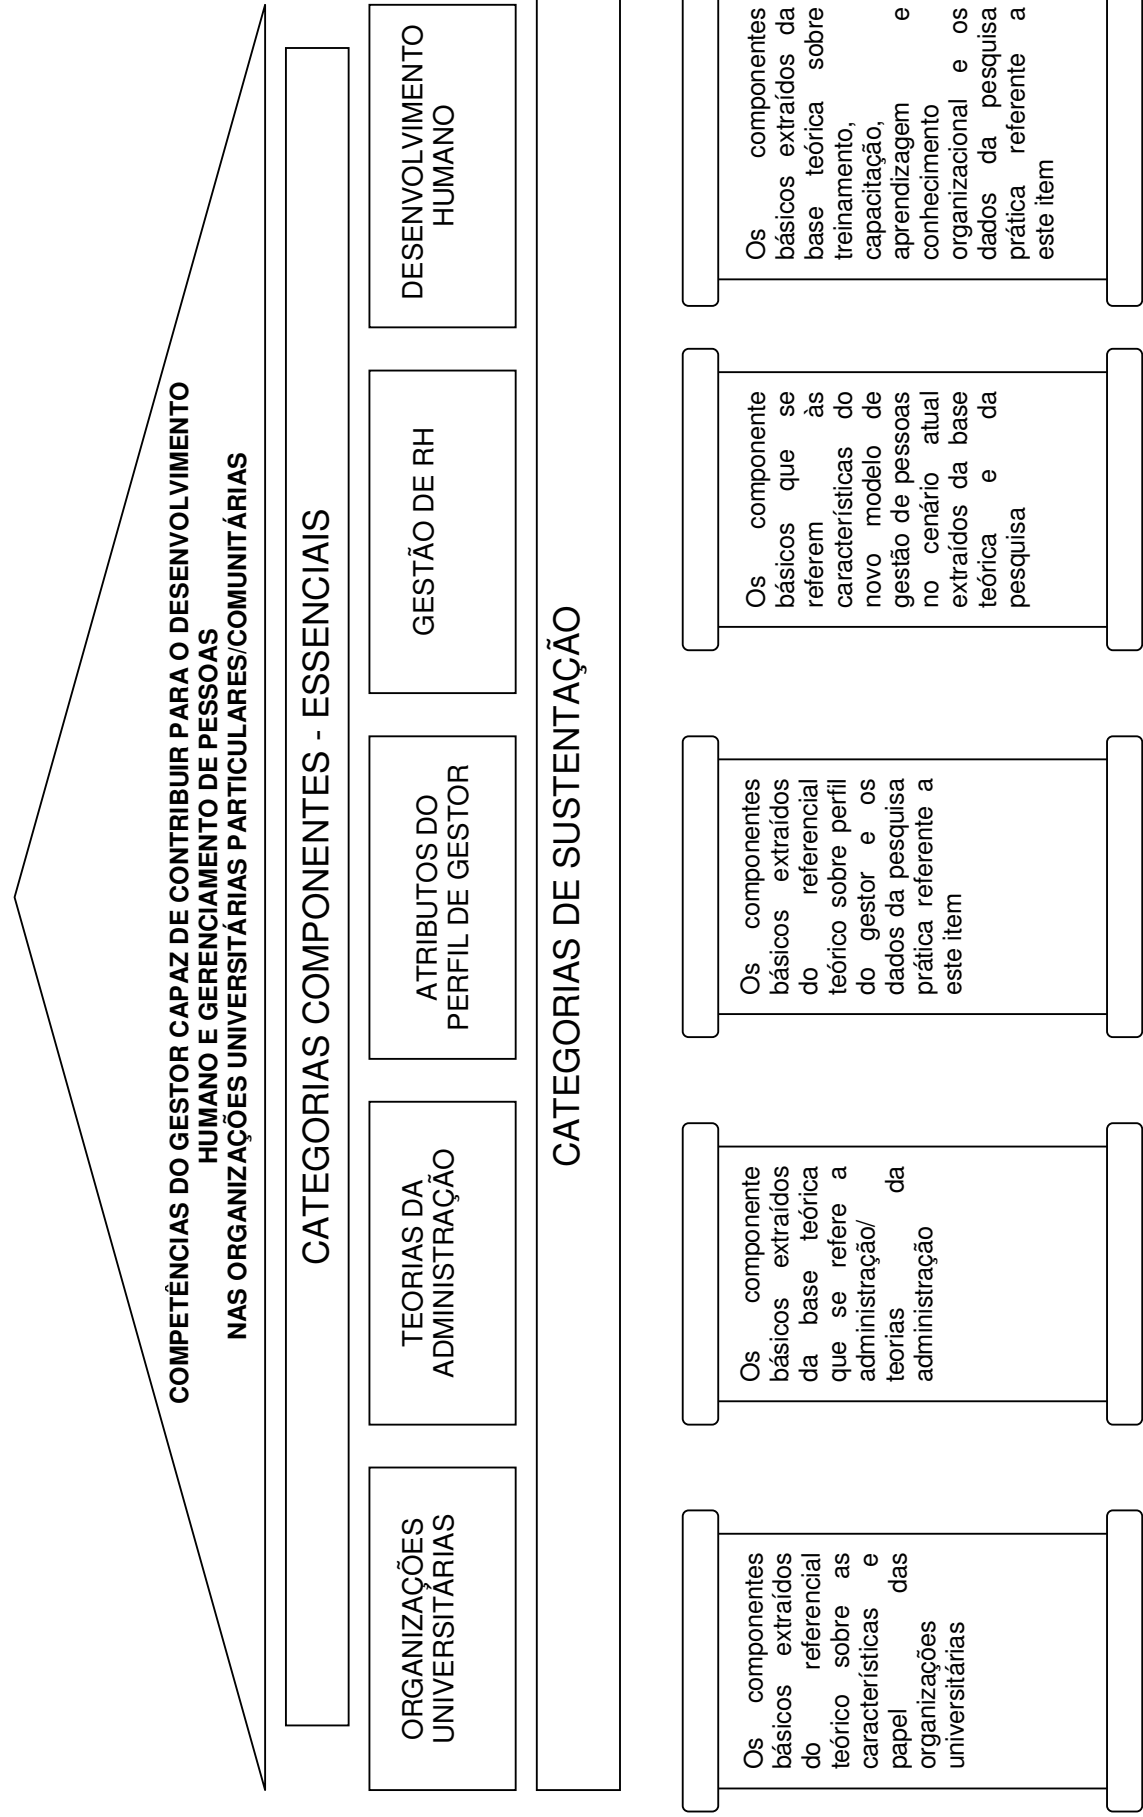 COMPETÊNCIAS DO GESTOR CAPAZ DE CONTRIBUIR PARA O DESENVOLVIMENTO
HUMANO E GERENCIAMENTO DE PESSOAS
NAS ORGANIZAÇÕES UNIVERSITÁRIAS PARTICULARES/COMUNITÁRIAS
CATEGORIAS COMPONENTES - ESSENCIAIS
ORGANIZAÇÕES
UNIVERSITÁRIAS
TEORIAS DA
ADMINISTRAÇÃO
ATRIBUTOS DO
PERFIL DE GESTOR
GESTÃO DE RH
DESENVOLVIMENTO
HUMANO
CATEGORIAS DE SUSTENTAÇÃO
Os componentes
básicos extraídos
do referencial
teórico sobre as
características e
papel das
organizações
universitárias
Os componente
básicos extraídos
da base teórica
que se refere a
administração/
teorias da
administração
Os componentes
básicos extraídos
do referencial
teórico sobre perfil
do gestor e os
dados da pesquisa
prática referente a
este item
Os componente
básicos que se
referem às
características do
novo modelo de
gestão de pessoas
no cenário atual
extraídos da base
teórica e da
pesquisa
Os componentes
básicos extraídos da
base teórica sobre
treinamento,
capacitação,
aprendizagem e
conhecimento
organizacional e os
dados da pesquisa
prática referente a
este item